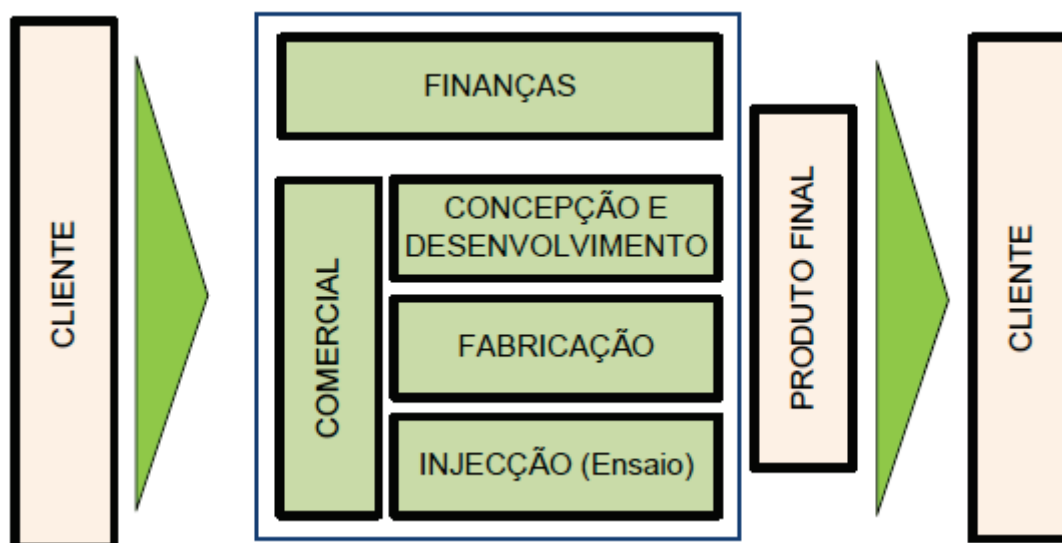 CLIENTE
FINANÇAS
COMERCIAL
CONCEPÇÃO E
DESENVOLVIMENTO
FABRICAÇÃO
INJECÇÃO (Ensaio)
PRODUTO FINAL
CLIENTE